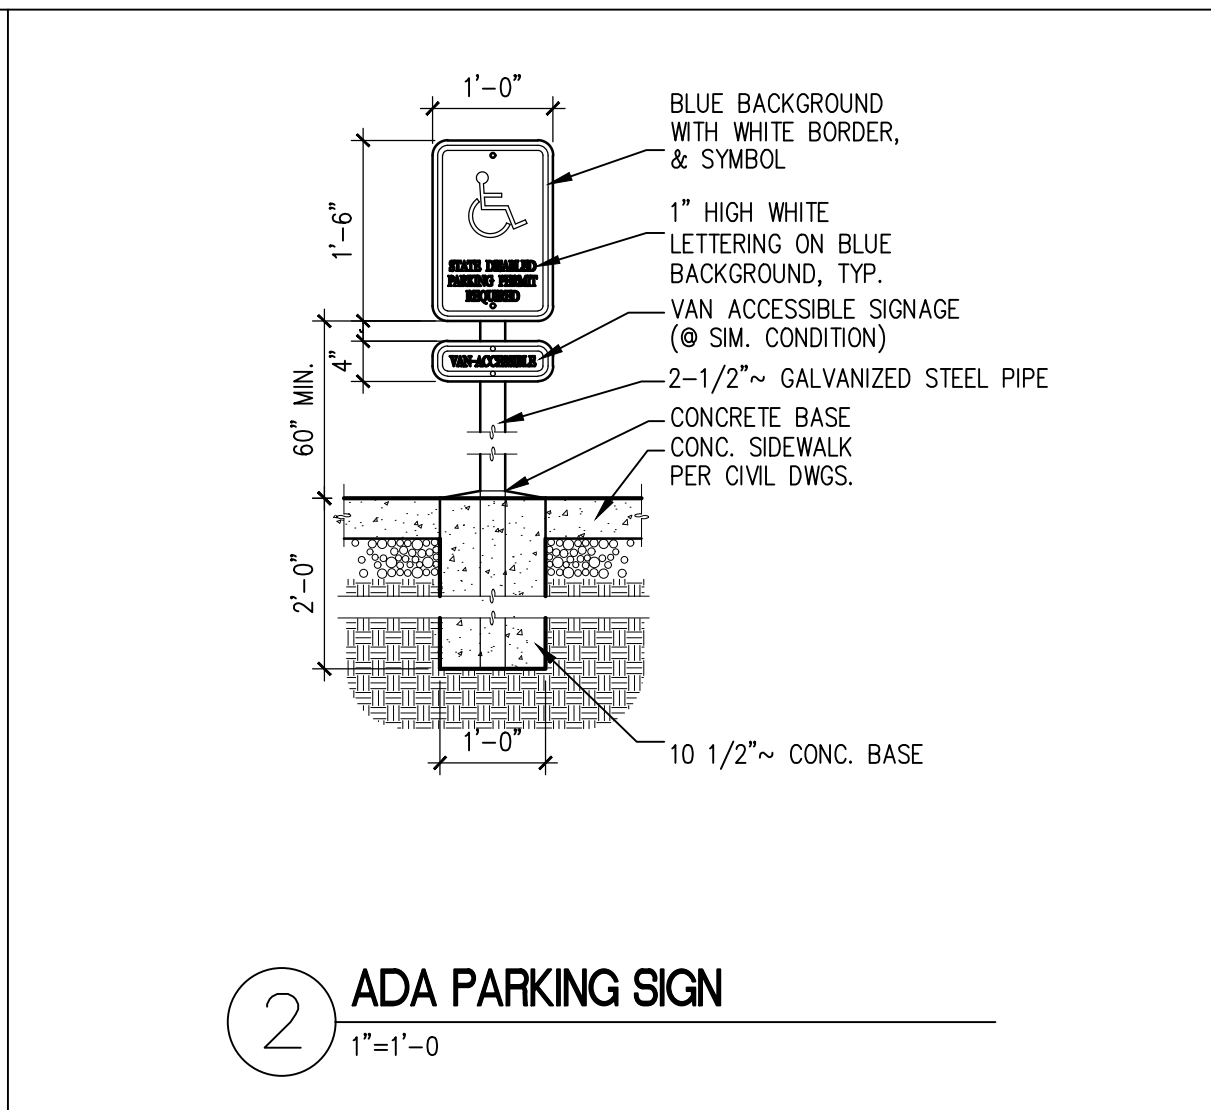 1'-0"
BLUE BACKGROUND
WITH WHITE BORDER,
& SYMBOL
1'-6"
1" HIGH WHITE
LETTERING ON BLUE
BACKGROUND, TYP.
STATE DISABLED
PARKING PERMIT
REQUIRED
VAN ACCESSIBLE SIGNAGE
(@ SIM. CONDITION)
4"
VAN-ACCESSIBLE
2-1/2"~ GALVANIZED STEEL PIPE
60" MIN.
CONCRETE BASE
CONC. SIDEWALK
PER CIVIL DWGS.
2'-0"
1'-0"
10 1/2"~ CONC. BASE
2
ADA PARKING SIGN
1"=1'-0